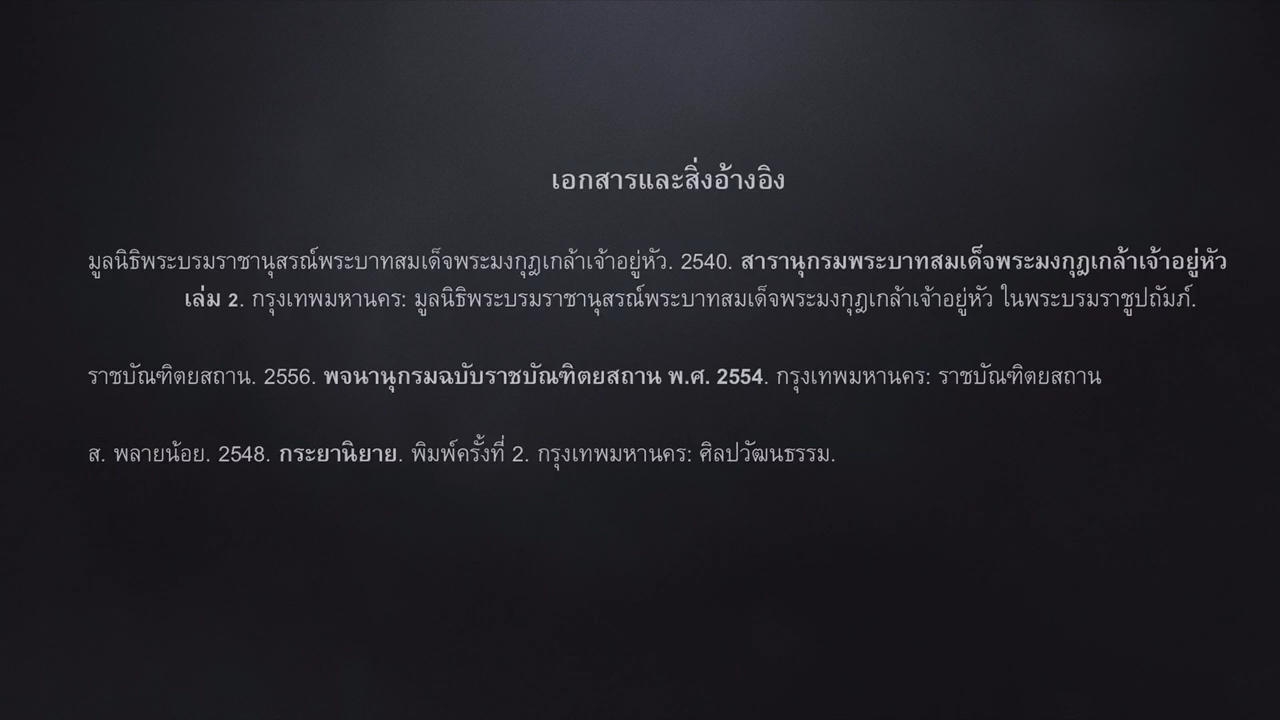 เอกสารและสิ่งอ้างอิง
มูลนิธิพระบรมราชานุสรณ์พระบาทสมเด็จพระมงกุฎเกล้าเจ้าอยู่หัว. 2540. สารานุกรมพระบาทสมเด็จพระมงกุฎเกล้าเจ้าอยู่หัว
เล่ม 2. กรุงเทพมหานคร: มูลนิธิพระบรมราชานุสรณ์พระบาทสมเด็จพระมงกุฎเกล้าเจ้าอยู่หัว ในพระบรมราชูปถัมภ์.
ราชบัณฑิตยสถาน. 2556. พจนานุกรมฉบับราชบัณฑิตยสถาน พ.ศ. 2554. กรุงเทพมหานคร: ราชบัณฑิตยสถาน
ส. พลายน้อย. 2548. กระยานิยาย. พิมพ์ครั้งที่ 2. กรุงเทพมหานคร: ศิลปวัฒนธรรม.